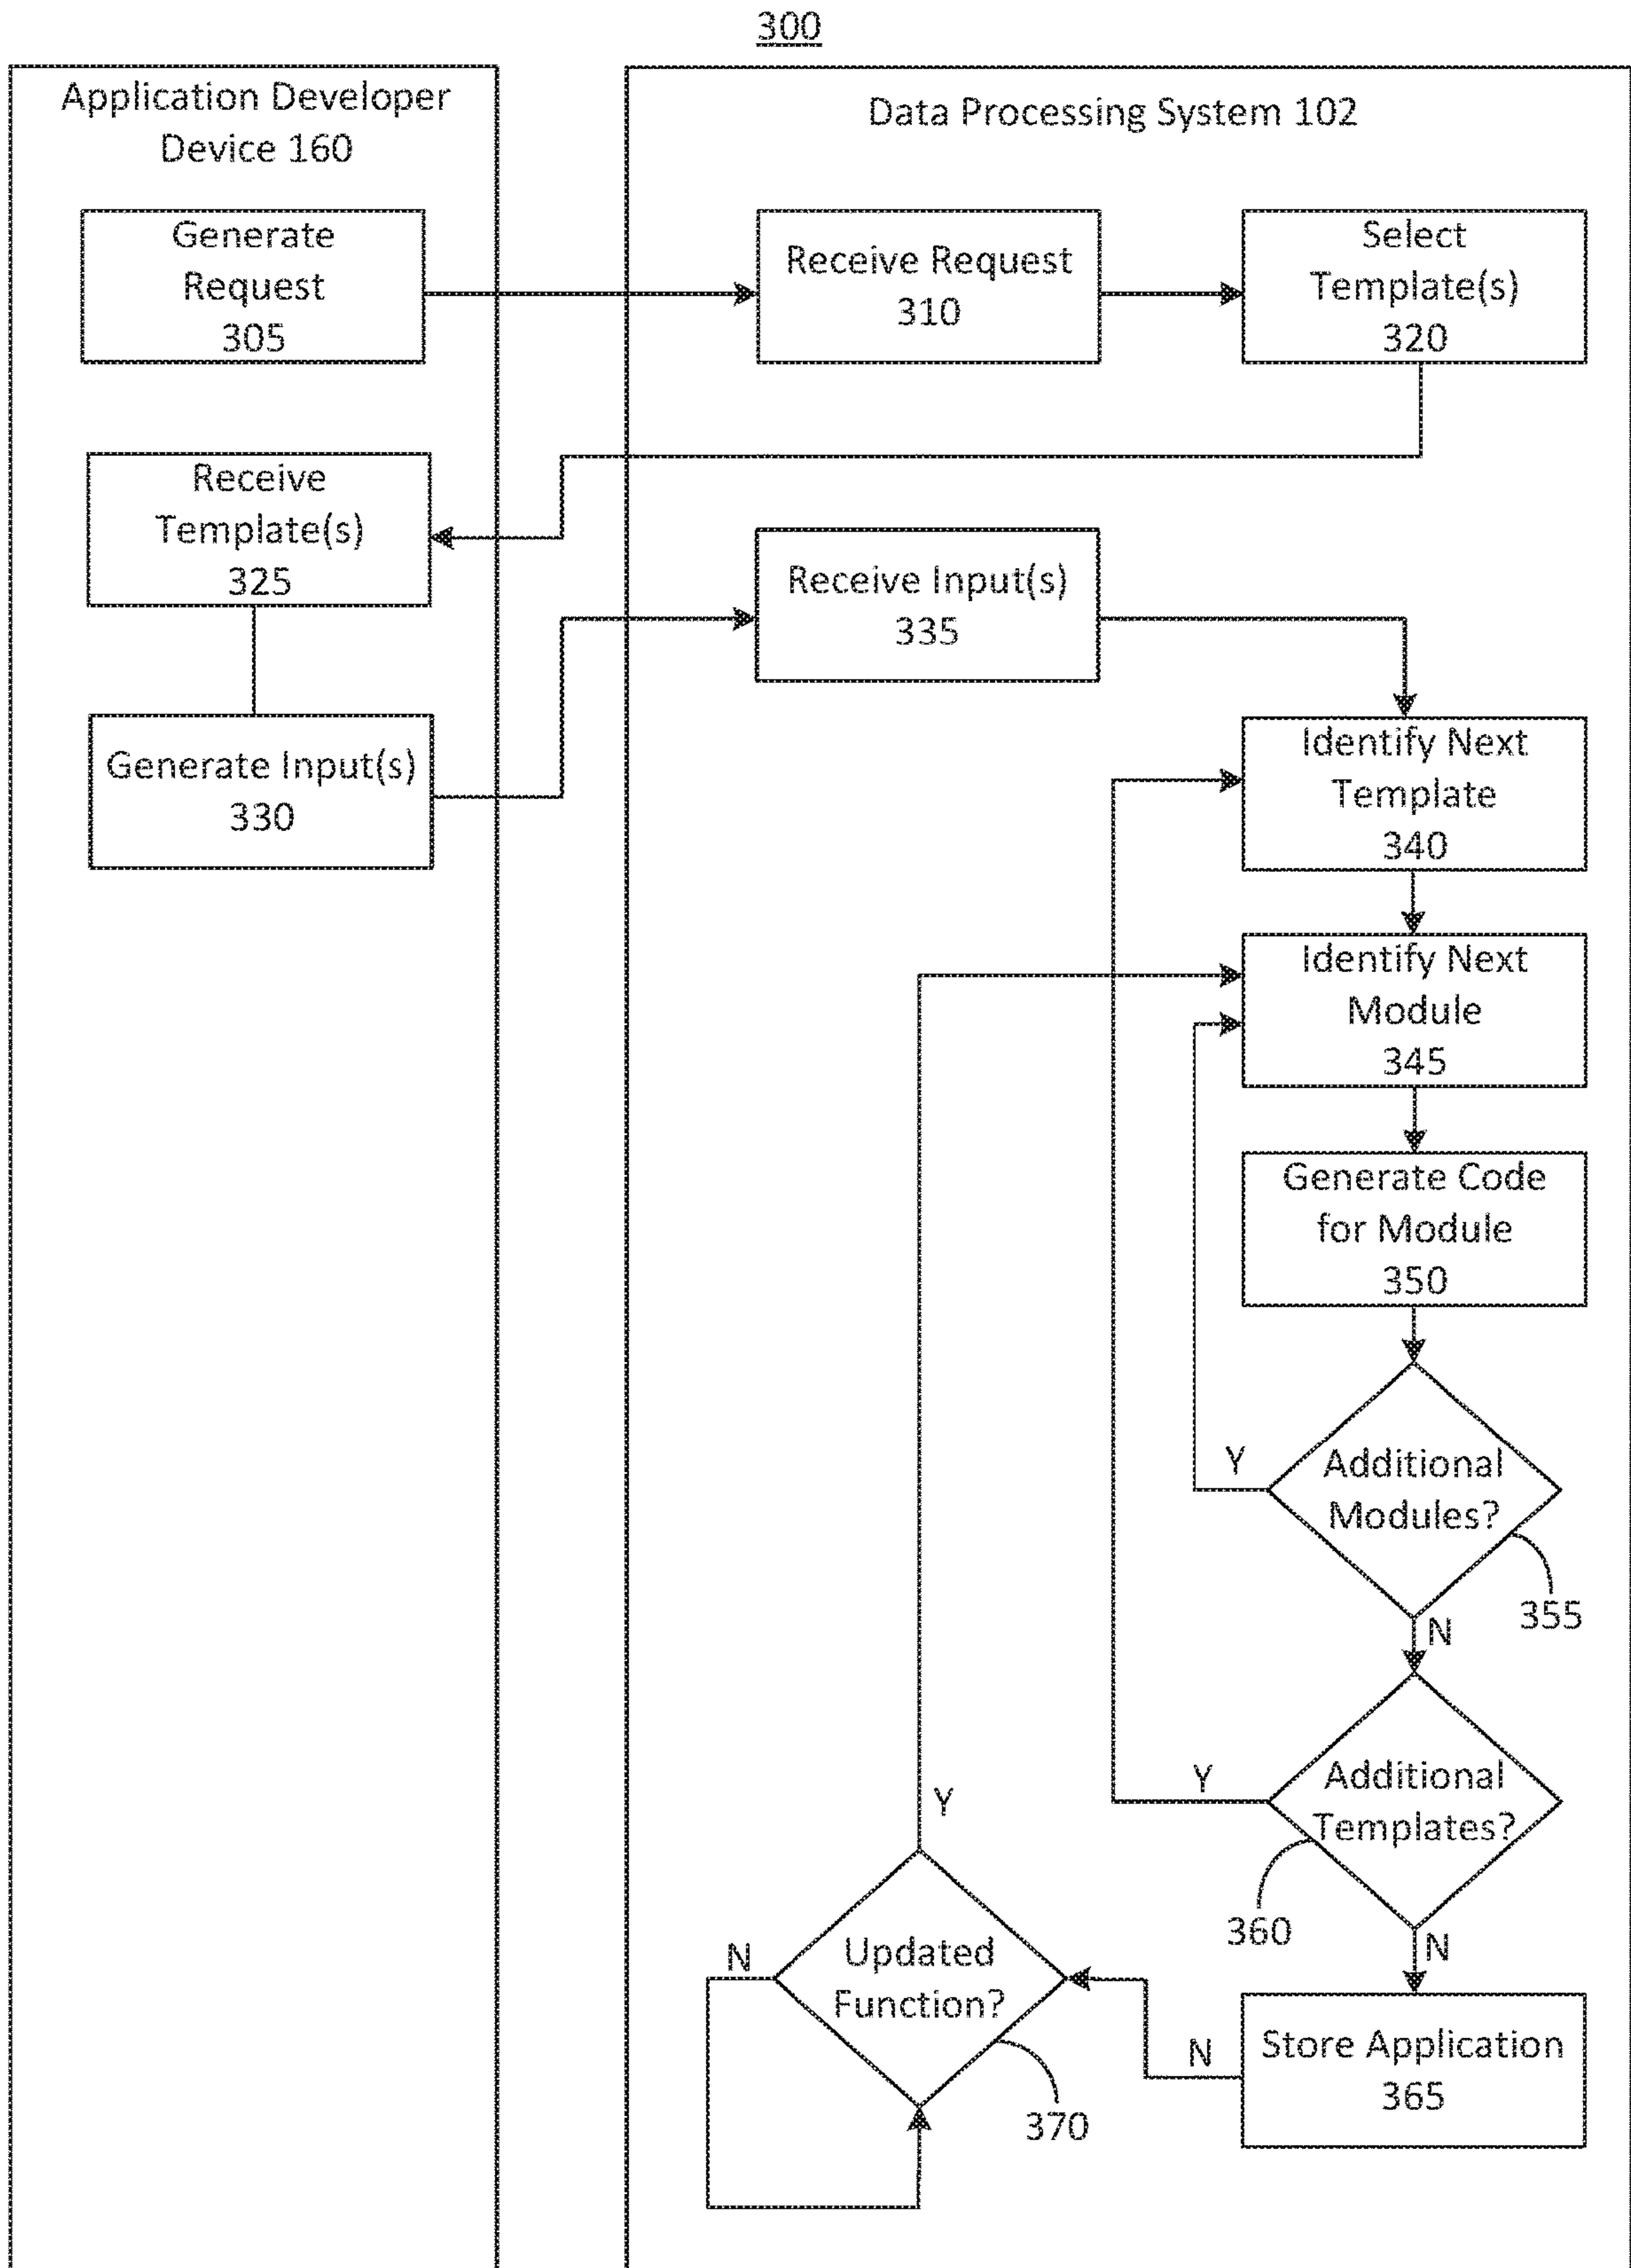 300
Application Developer
Device 160
Data Processing System 102
Generate
Request
305
Receive Request
310
Select
Template(s)
320
Receive
Template(s)
325
Receive Input(s)
335
Generate Input(s)
330
Identify Next
Template
340
Identify Next
Module
345
Generate Code
for Module
350
Additional
Modules?
Y
355
N
Additional
Templates?
Y
360
N
Y
Updated
Function?
N
370
N
Store Application
365